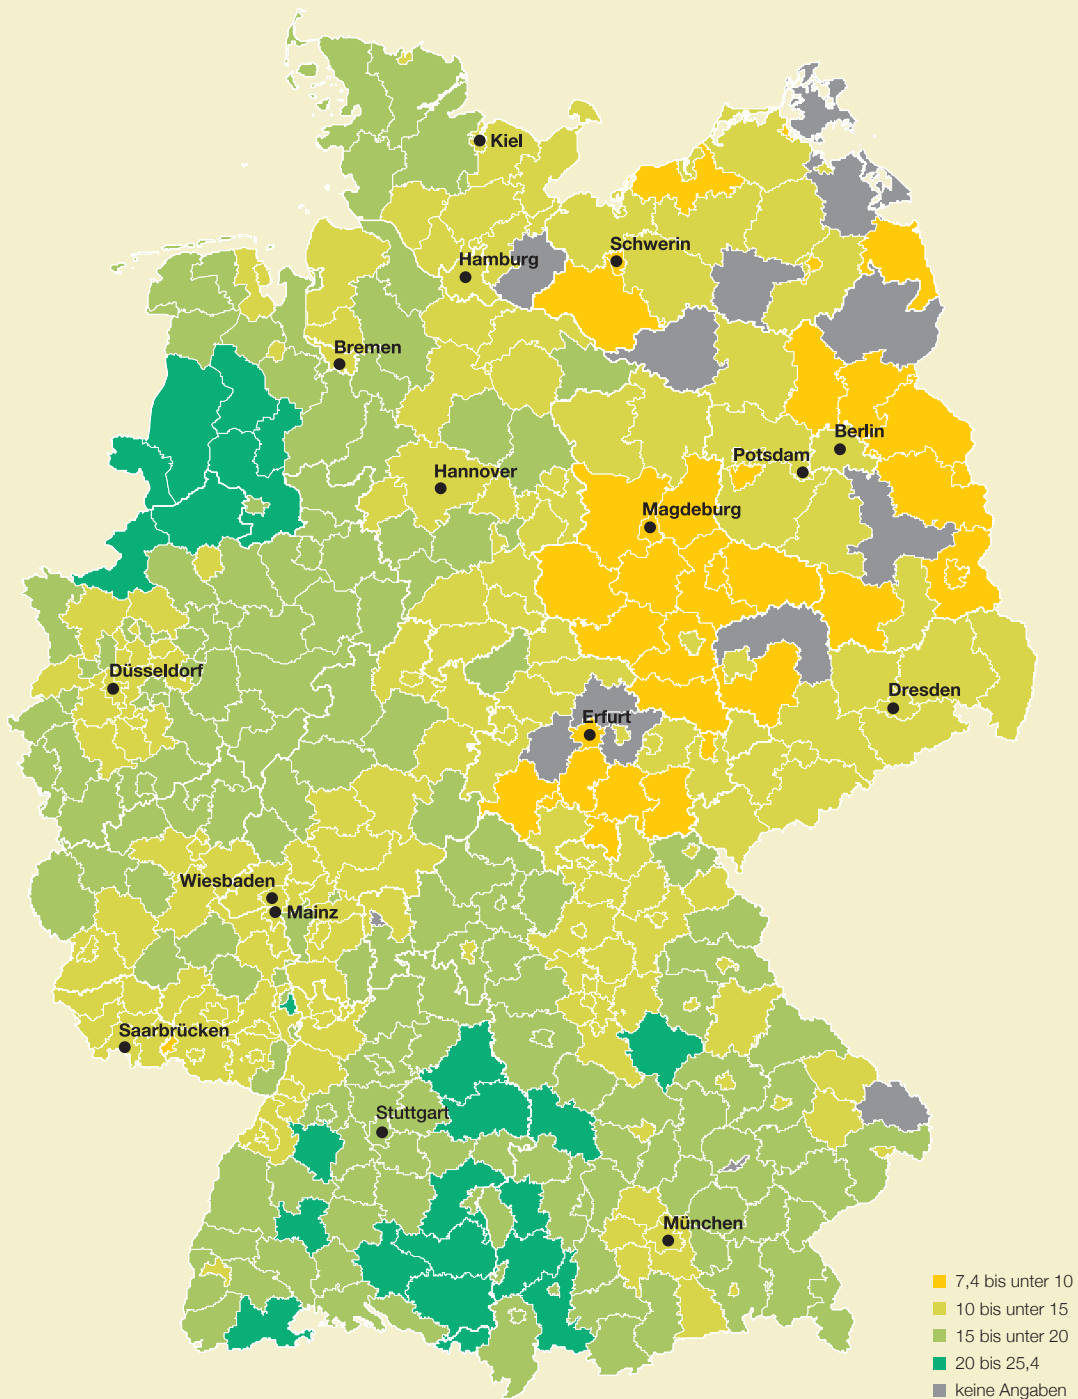 Kiel
Schwerin
Hamburg
Bremen
Berlin
Potsdam
Hannover
Magdeburg
Düsseldorf
Dresden
Erfurt
Wiesbaden
Mainz
Saarbrücken
Stuttgart
München
7,4 bis unter 10
10 bis unter 15
15 bis unter 20
20 bis 25,4
keine Angaben